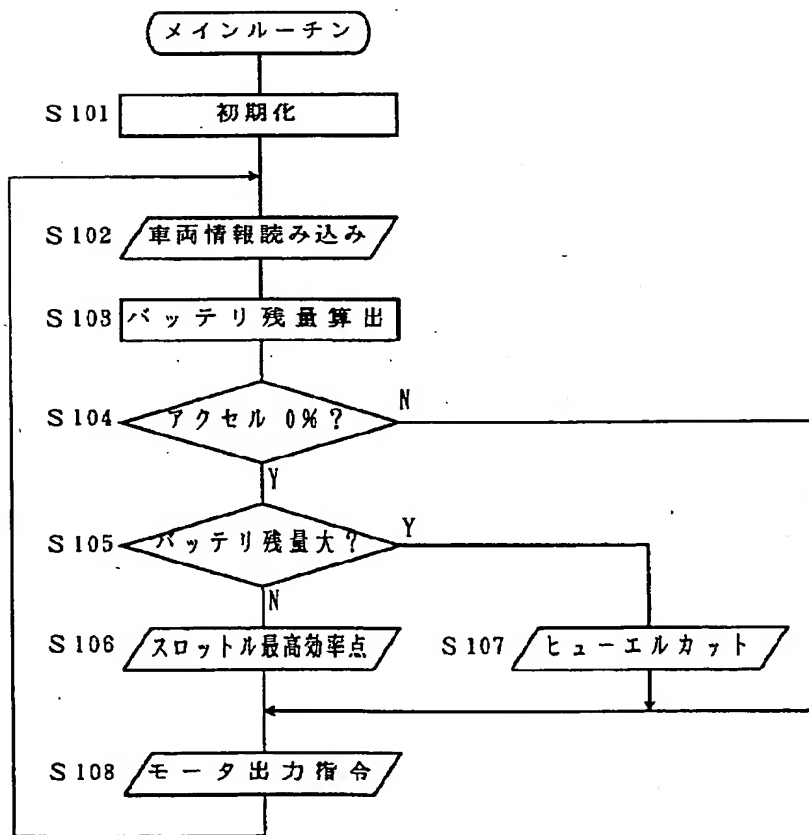 メインルーチン
S101 初期化
S102 車両情報読み込み
S103 バッテリ残量算出
S104 アクセル 0%? N
Y
S105 バッテリ残量大? Y
N
S106 スロットル最高効率点 S107 ヒューエルカット
S108 モータ出力指令